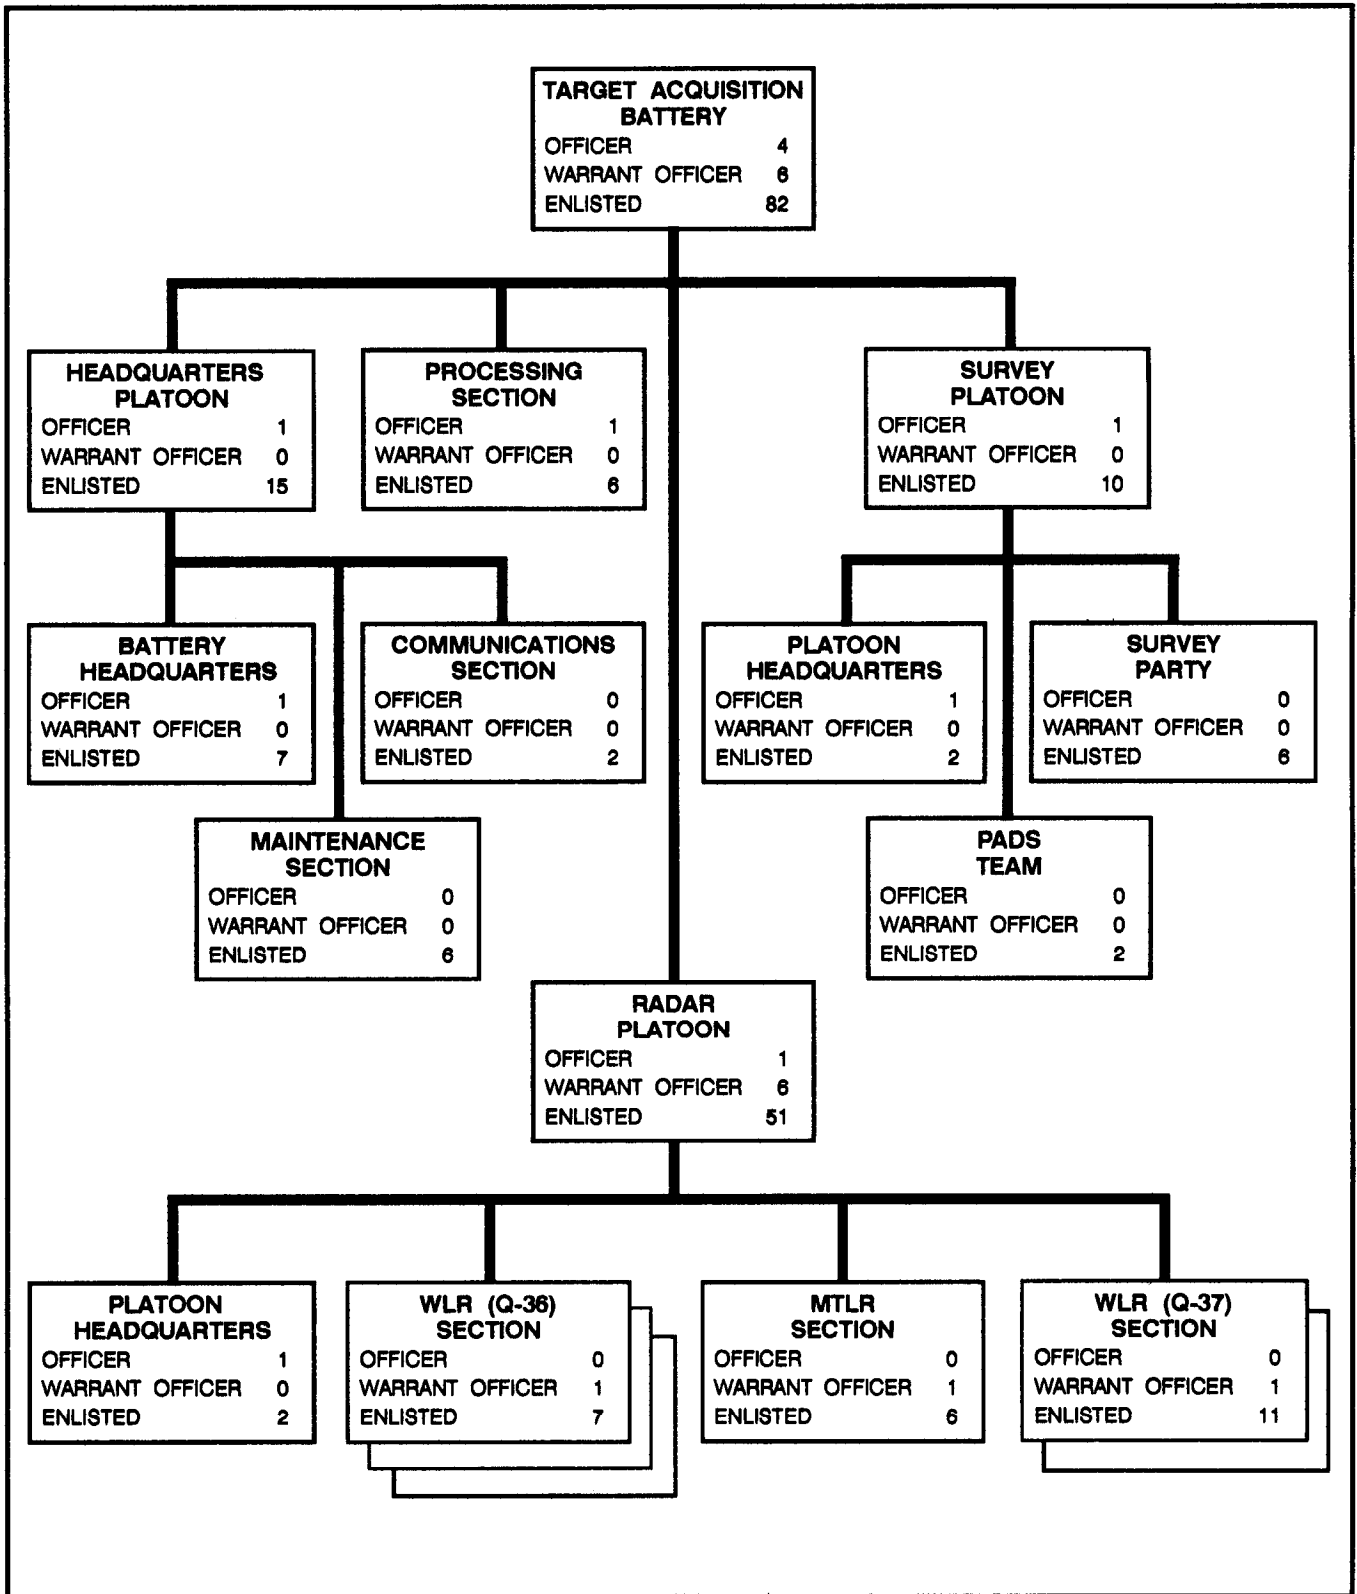 TARGET ACQUISITION
BATTERY
OFFICER 4
WARRANT OFFICER 6
ENLISTED 82
HEADQUARTERS
PLATOON
OFFICER 1
WARRANT OFFICER 0
ENLISTED 15
PROCESSING
SECTION
OFFICER 1
WARRANT OFFICER 0
ENLISTED 6
SURVEY
PLATOON
OFFICER 1
WARRANT OFFICER 0
ENLISTED 10
BATTERY
HEADQUARTERS
OFFICER 1
WARRANT OFFICER 0
ENLISTED 7
COMMUNICATIONS
SECTION
OFFICER 0
WARRANT OFFICER 0
ENLISTED 2
PLATOON
HEADQUARTERS
OFFICER 1
WARRANT OFFICER 0
ENLISTED 2
SURVEY
PARTY
OFFICER 0
WARRANT OFFICER 0
ENLISTED 6
MAINTENANCE
SECTION
OFFICER 0
WARRANT OFFICER 0
ENLISTED 6
PADS
TEAM
OFFICER 0
WARRANT OFFICER 0
ENLISTED 2
RADAR
PLATOON
OFFICER 1
WARRANT OFFICER 6
ENLISTED 51
PLATOON
HEADQUARTERS
OFFICER 1
WARRANT OFFICER 0
ENLISTED 2
WLR (Q-36)
SECTION
OFFICER 0
WARRANT OFFICER 1
ENLISTED 7
MTLR
SECTION
OFFICER 0
WARRANT OFFICER 1
ENLISTED 6
WLR (Q-37)
SECTION
OFFICER 0
WARRANT OFFICER 1
ENLISTED 11